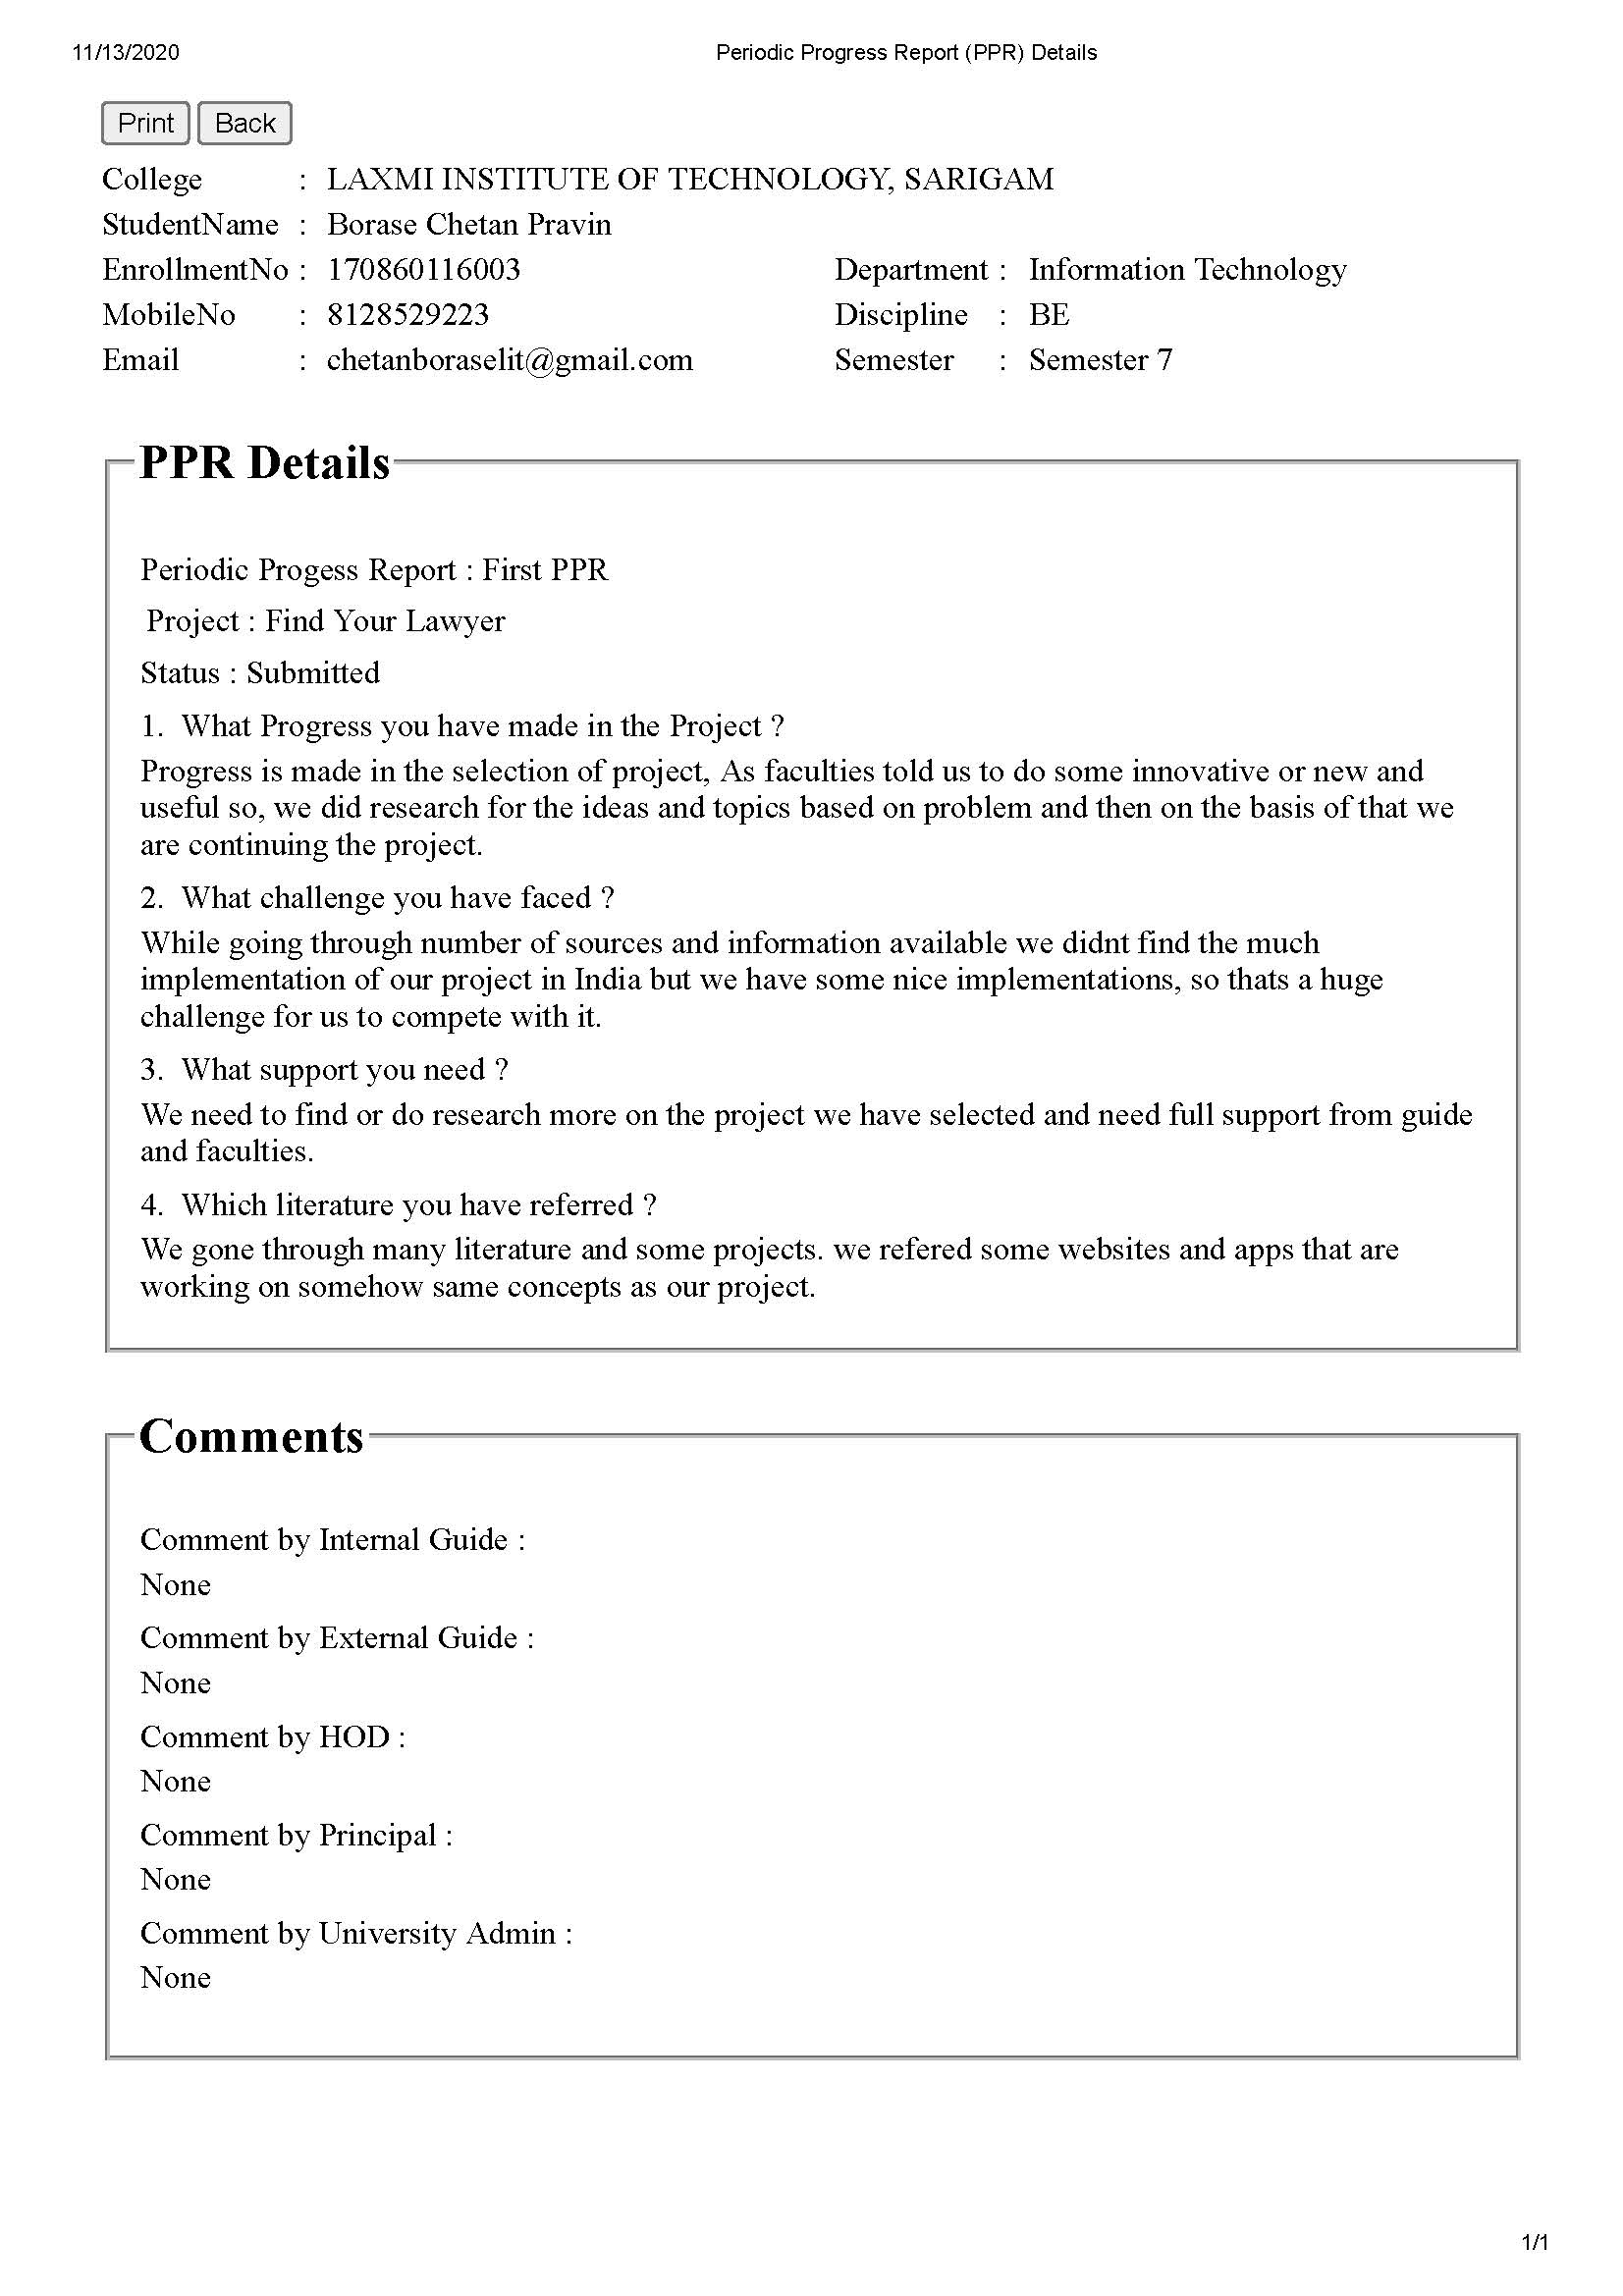 11/13/2020 Periodic Progress Report (PPR) Details
Print Back
College : LAXMI INSTITUTE OF TECHNOLOGY, SARIGAM
StudentName : Borase Chetan Pravin
EnrollmentNo : 170860116003 Department : Information Technology
MobileNo : 8128529223 Discipline : BE
Email : chetanboraselit@gmail.com Semester : Semester 7
PPR Details
Periodic Progess Report : First PPR
Project : Find Your Lawyer
Status : Submitted
1. What Progress you have made in the Project ?
Progress is made in the selection of project, As faculties told us to do some innovative or new and
useful so, we did research for the ideas and topics based on problem and then on the basis of that we
are continuing the project.
2. What challenge you have faced ?
While going through number of sources and information available we didnt find the much
implementation of our project in India but we have some nice implementations, so thats a huge
challenge for us to compete with it.
3. What support you need ?
We need to find or do research more on the project we have selected and need full support from guide
and faculties.
4. Which literature you have referred ?
We gone through many literature and some projects. we refered some websites and apps that are
working on somehow same concepts as our project.
Comments
Comment by Internal Guide :
None
Comment by External Guide :
None
Comment by HOD :
None
Comment by Principal :
None
Comment by University Admin :
None
1/1